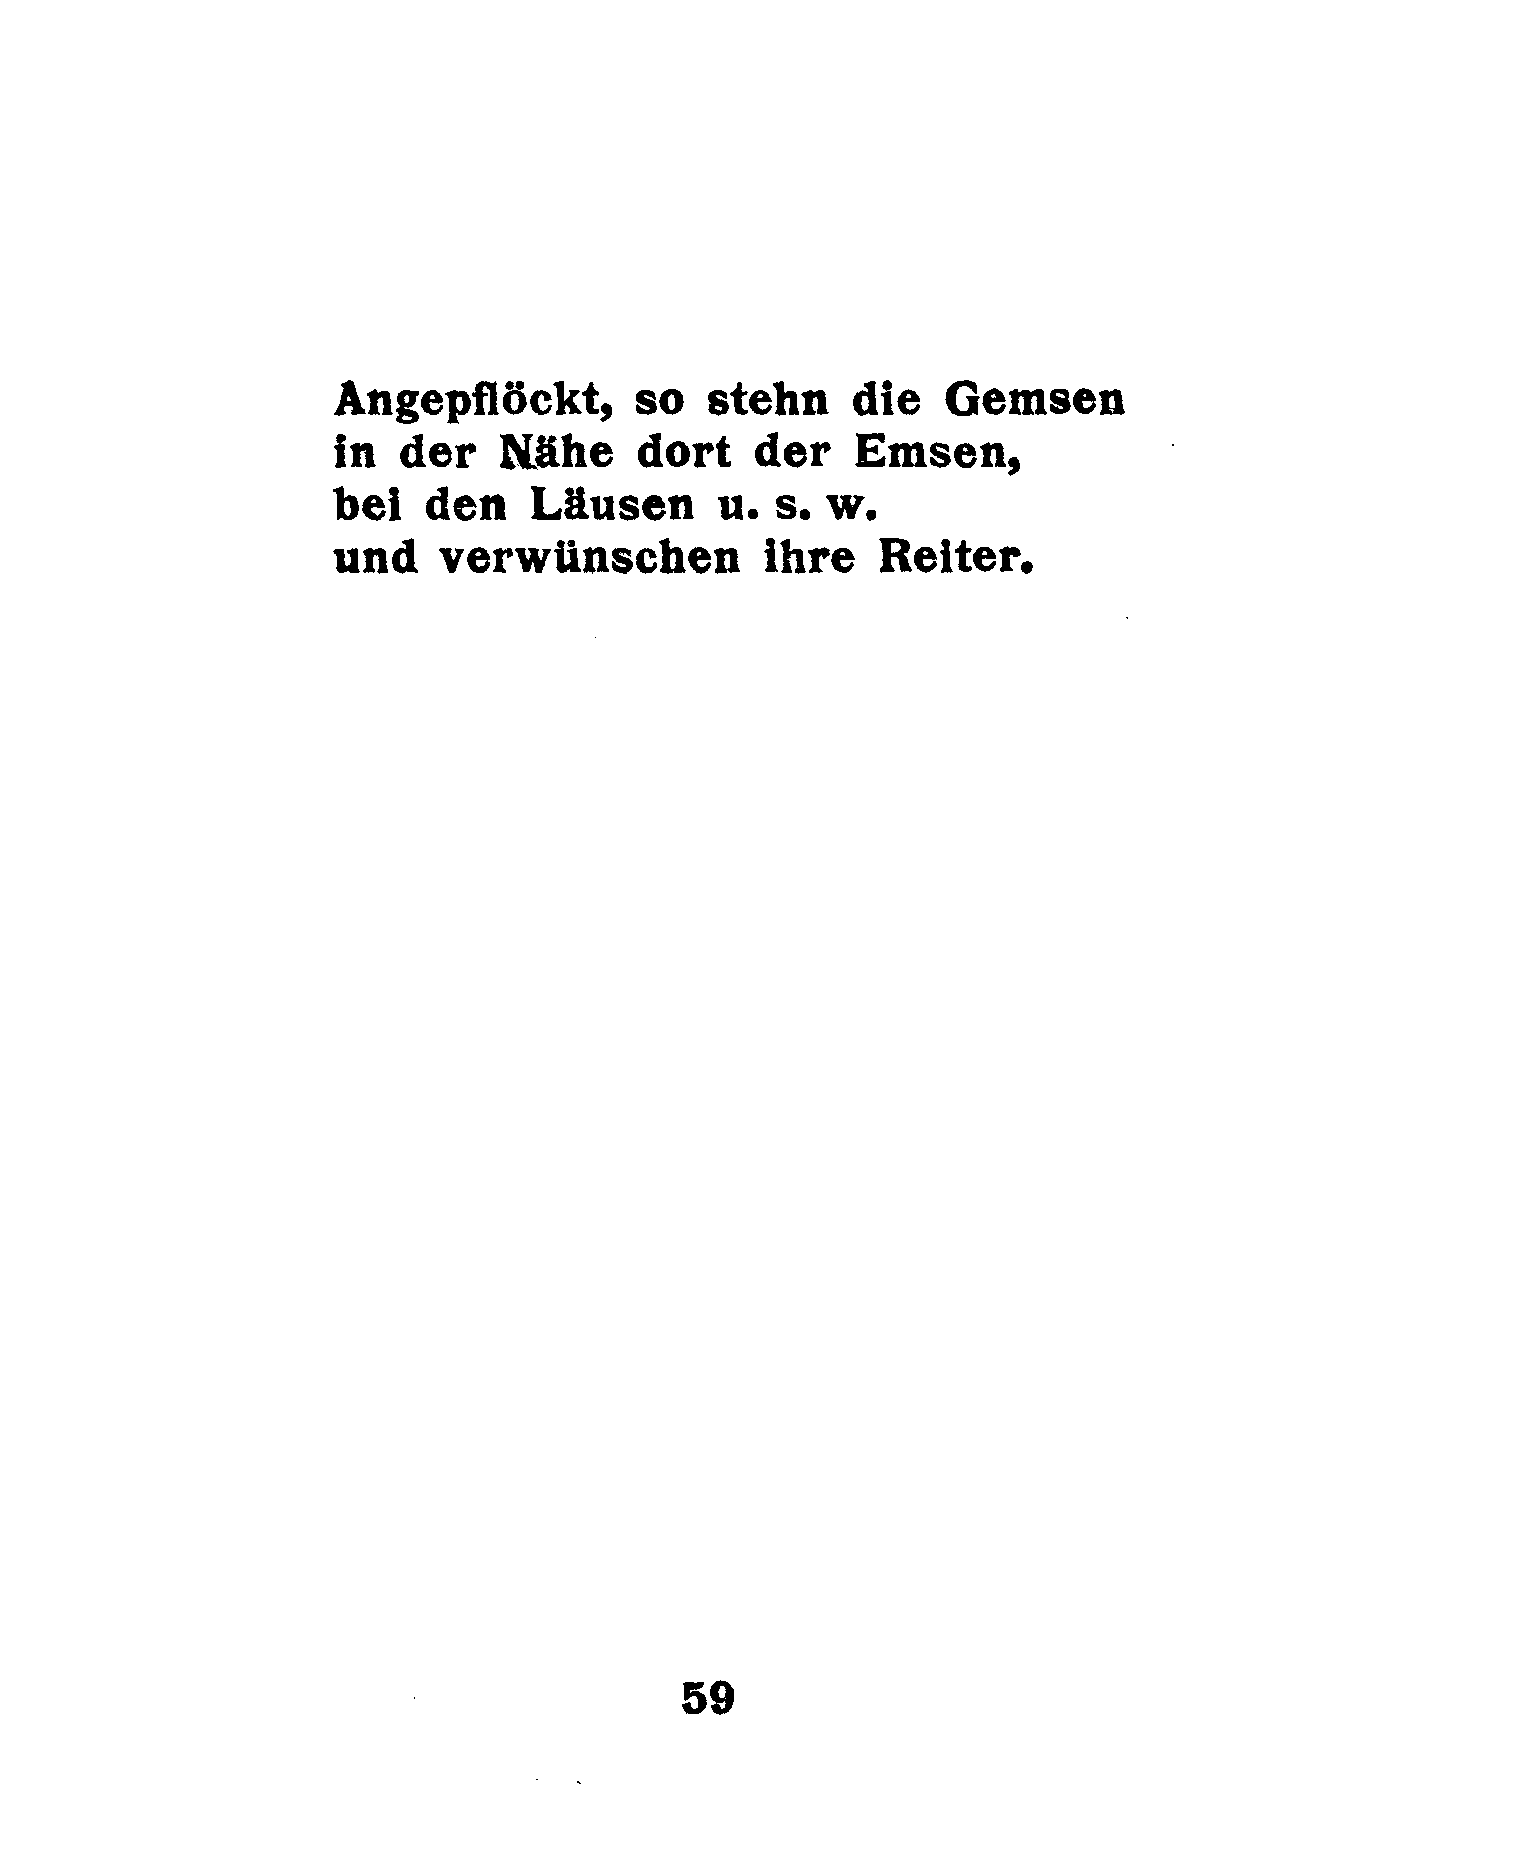 Angepflöckt, so stehn die Gemsen
in der Nähe dort der Emsen,
bei den Läusen u. s. w.
und verwünschen ihre Reiter.
59